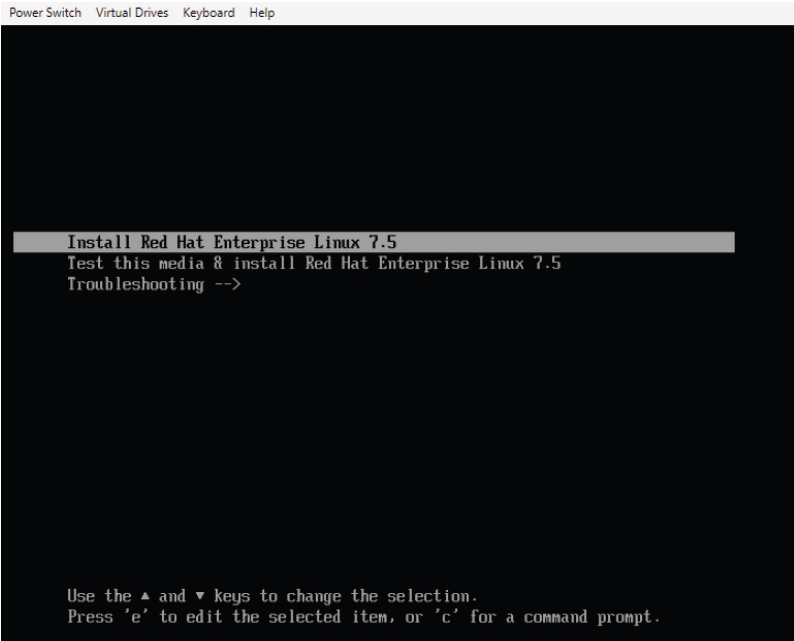 Power Switch Virtual Drives Keyboard Help
Install Red Hat Enterprise Linux 7.5
Test this media & install Red Hat Enterprise Linux 7.5
Troubleshooting -->
Use the ▲ and ▼ keys to change the selection.
Press 'e' to edit the selected item, or 'c' for a command prompt.